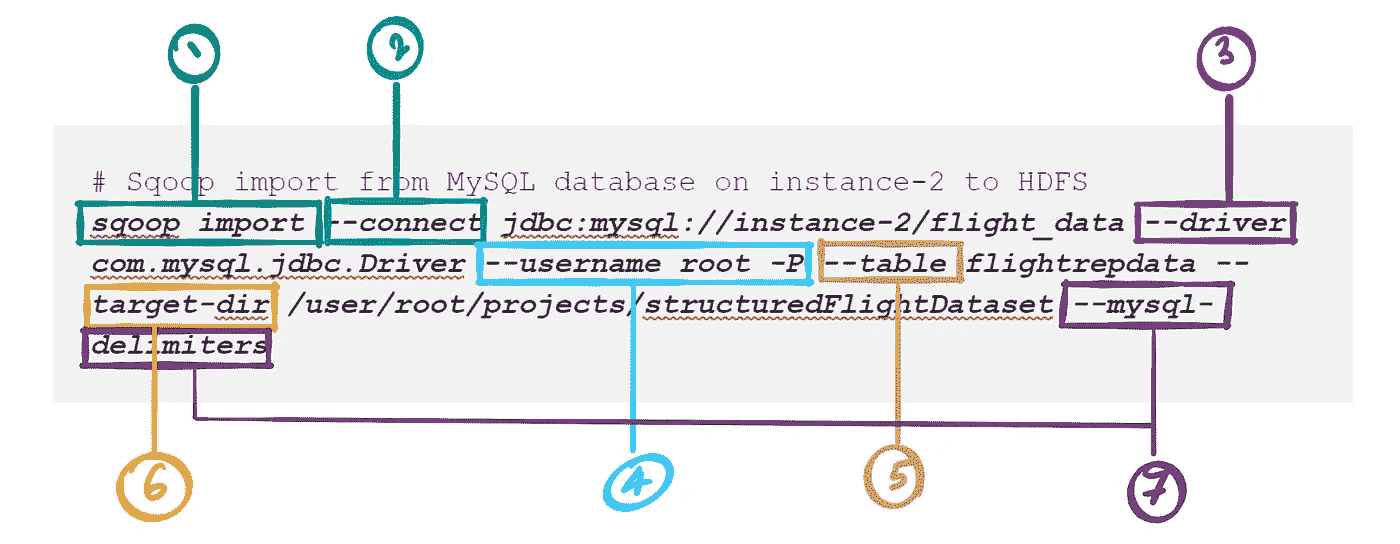 1 2 3
# Sqoop import from MySQL database on instance-2 to HDFS
sqoop import --connect jdbc:mysql://instance-2/flight_data --driver
com.mysql.jdbc.Driver --username root -P --table flightrepdata --
target-dir /user/root/projects/structuredFlightDataset --mysql-
delimiters
6 4 5 7